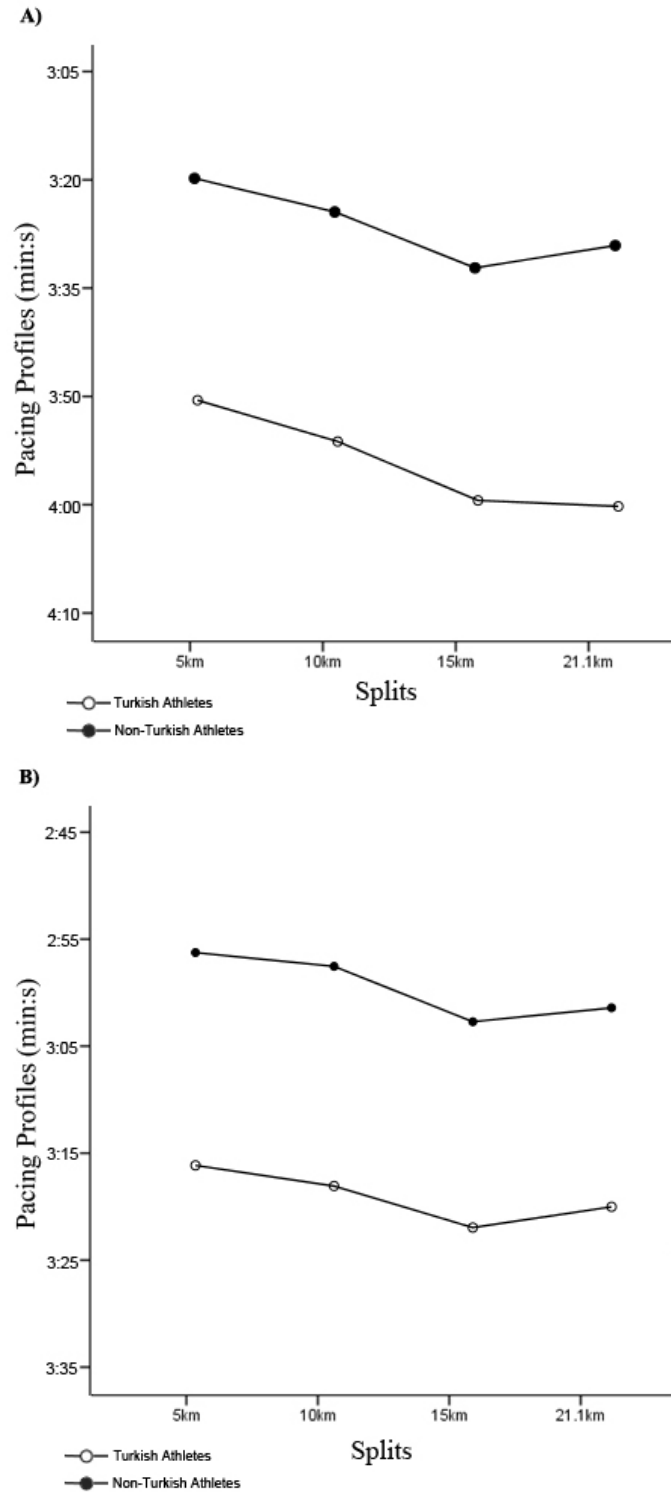 A)
3:05
3:20
3:35
3:50
4:00
4:10
Pacing Profiles (min:s)
5km 10km 15km 21.1km
Splits
Turkish Athletes
Non-Turkish Athletes
B)
2:45
2:55
3:05
3:15
3:25
3:35
Pacing Profiles (min:s)
5km 10km 15km 21.1km
Splits
Turkish Athletes
Non-Turkish Athletes